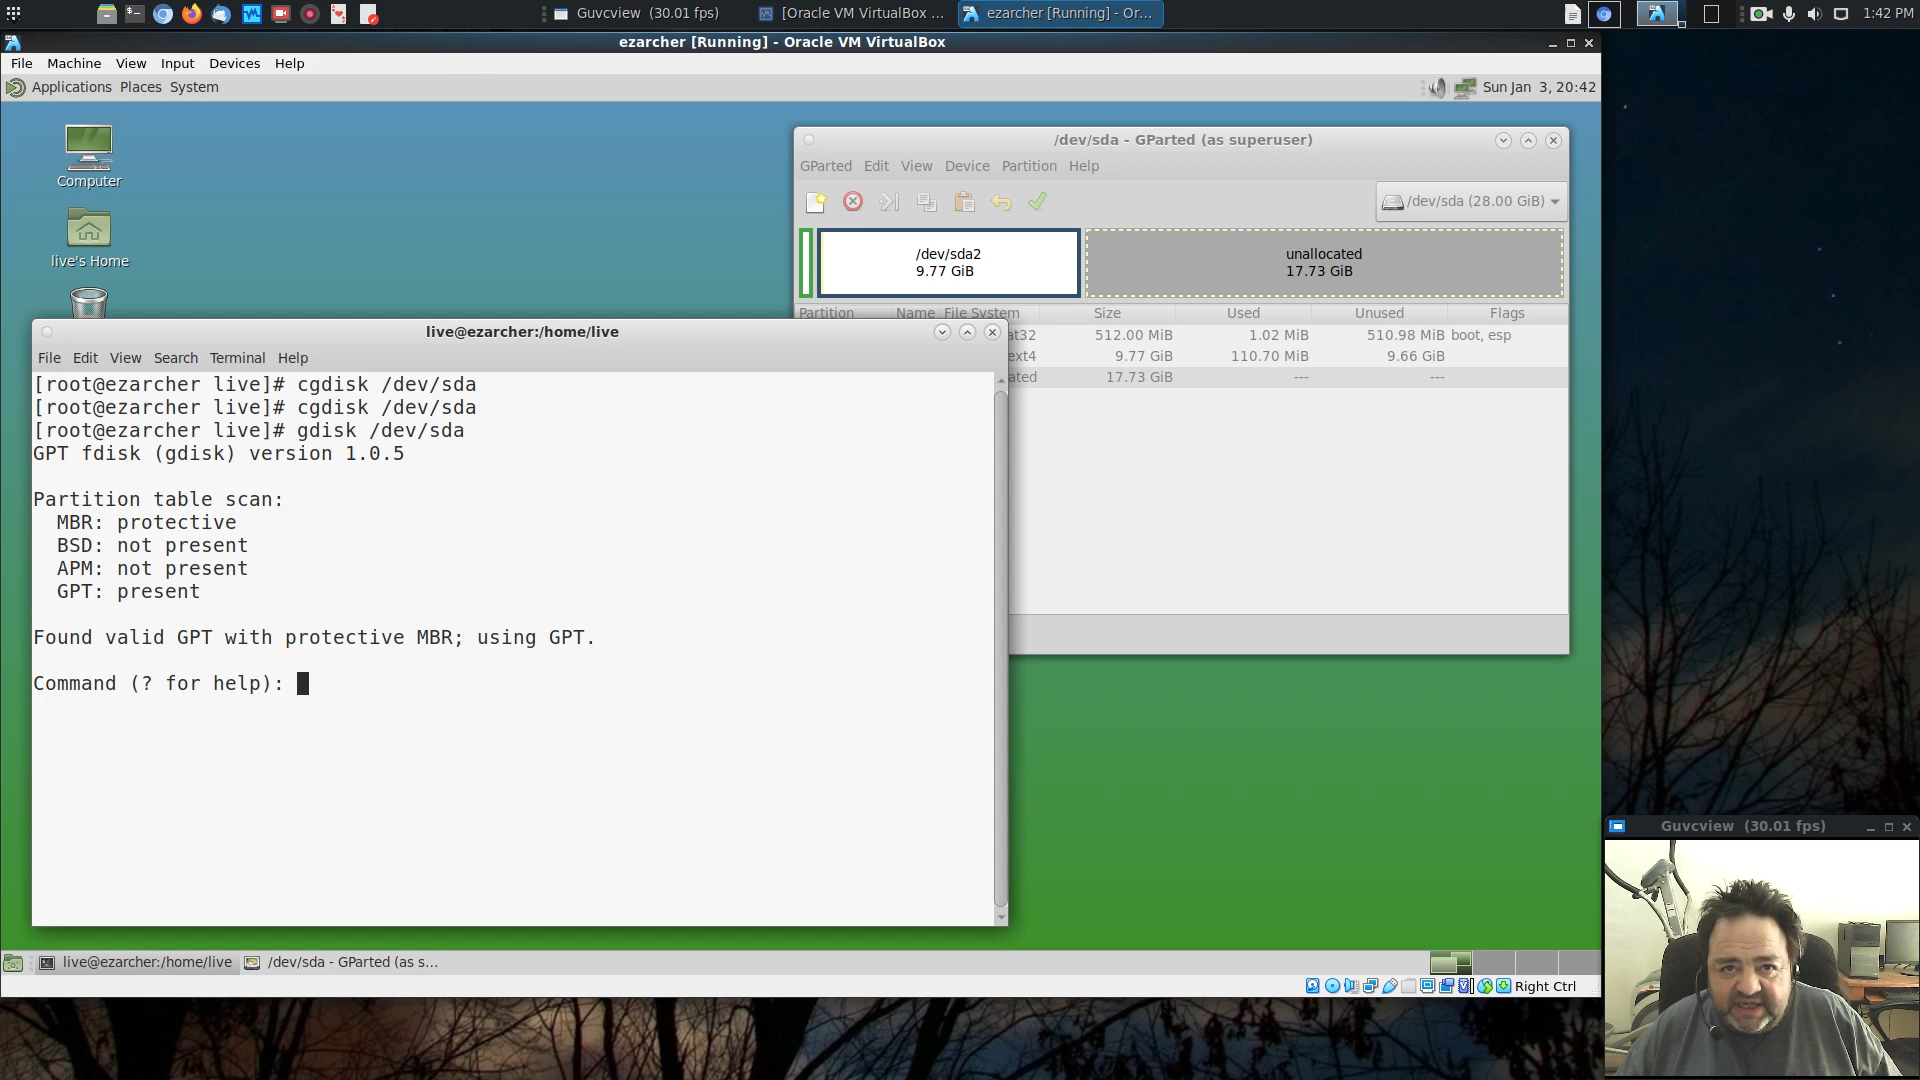 Guvcview (30.01 fps)
[Oracle VM VirtualBox ...
ezarcher [Running] - Or...
1:42 PM
ezarcher [Running] - Oracle VM VirtualBox
File Machine View Input Devices Help
Applications Places System
Sun Jan 3, 20:42
Computer
live's Home
/dev/sda - GParted (as superuser)
GParted Edit View Device Partition Help
/dev/sda (28.00 GiB)
/dev/sda2
9.77 GiB
unallocated
17.73 GiB
Partition Name File System Size Used Unused Flags
at32 512.00 MiB 1.02 MiB 510.98 MiB boot, esp
ext4 9.77 GiB 110.70 MiB 9.66 GiB
ated 17.73 GiB --- ---
live@ezarcher:/home/live
File Edit View Search Terminal Help
[root@ezarcher live]# cgdisk /dev/sda
[root@ezarcher live]# cgdisk /dev/sda
[root@ezarcher live]# gdisk /dev/sda
GPT fdisk (gdisk) version 1.0.5
Partition table scan:
MBR: protective
BSD: not present
APM: not present
GPT: present
Found valid GPT with protective MBR; using GPT.
Command (? for help):
live@ezarcher:/home/live
/dev/sda - GParted (as s...
Right Ctrl
Guvcview (30.01 fps)